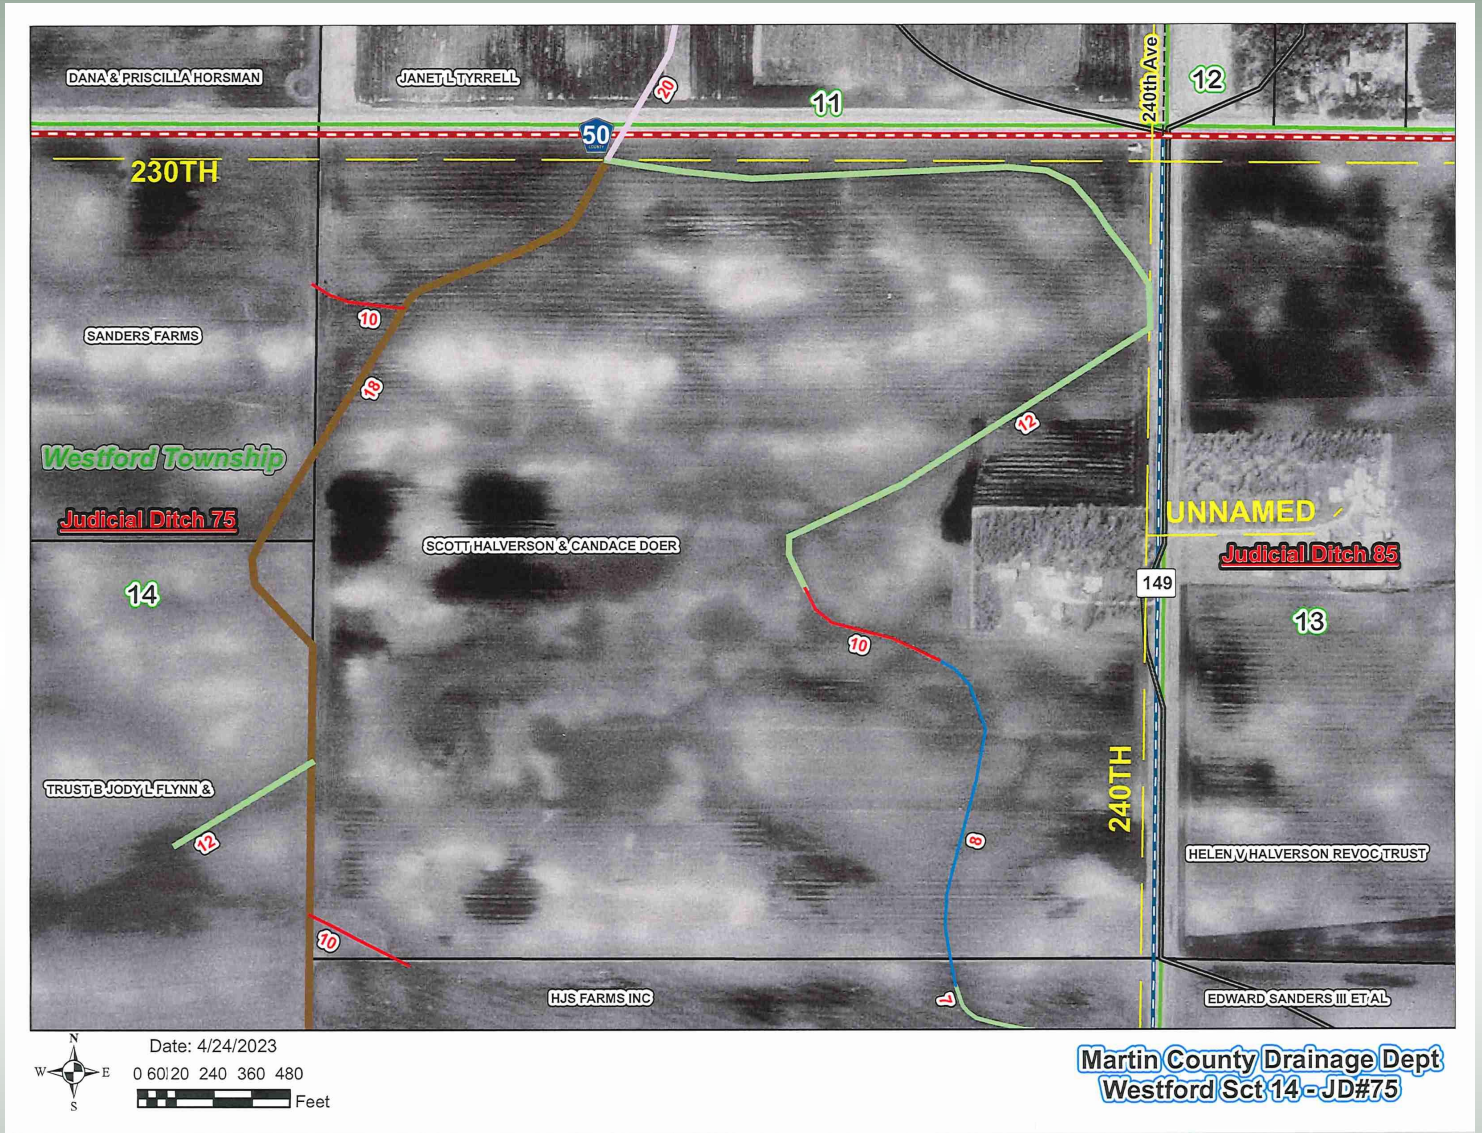 DANA & PRISCILLA HORSMAN
JANET L TYRRELL
20
11
240th Ave
12
50
COUNTY
230TH
10
SANDERS FARMS
18
12
Westford Township
Judicial Ditch 75
UNNAMED
SCOTT HALVERSON & CANDACE DOER
Judicial Ditch 85
149
14
13
10
TRUST B JODY L FLYNN &
240TH
12
8
HELEN V HALVERSON REVOC TRUST
10
HJS FARMS INC
7
EDWARD SANDERS III ET AL
N
W
E
S
Date: 4/24/2023
0 60 120 240 360 480
Feet
Martin County Drainage Dept
Westford Sct 14 - JD#75